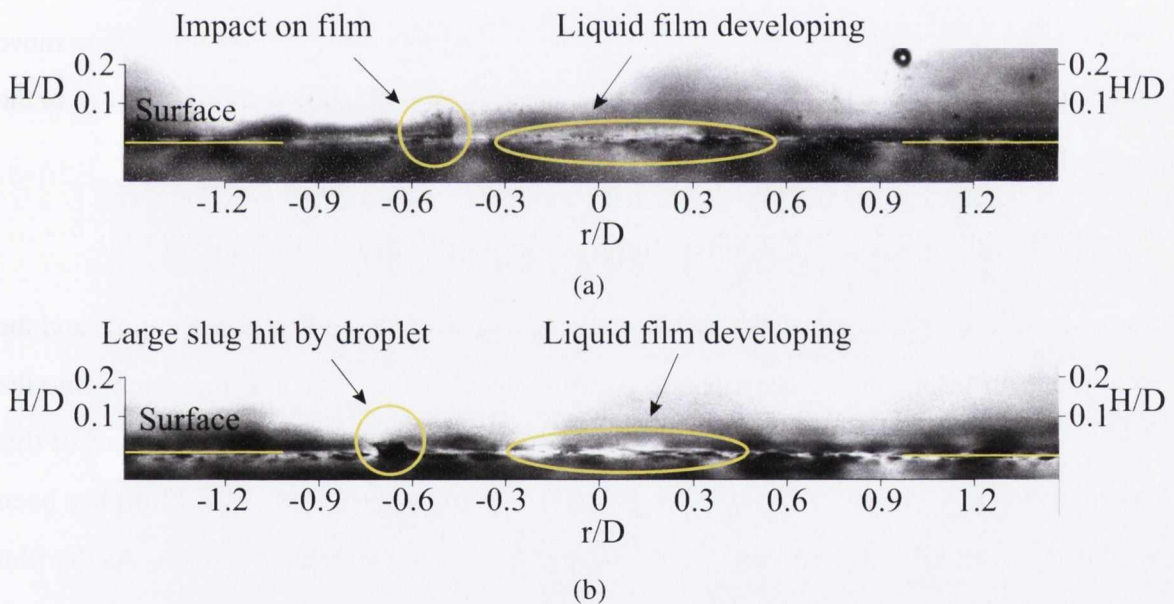 Impact on film Liquid film developing
0.2 0.2
H/D 0.1 0.1 H/D
Surface
-1.2 -0.9 -0.6 -0.3 0 0.3 0.6 0.9 1.2
r/D
(a)
Large slug hit by droplet Liquid film developing
0.2 0.2
H/D 0.1 0.1 H/D
Surface
-1.2 -0.9 -0.6 -0.3 0 0.3 0.6 0.9 1.2
r/D
(b)